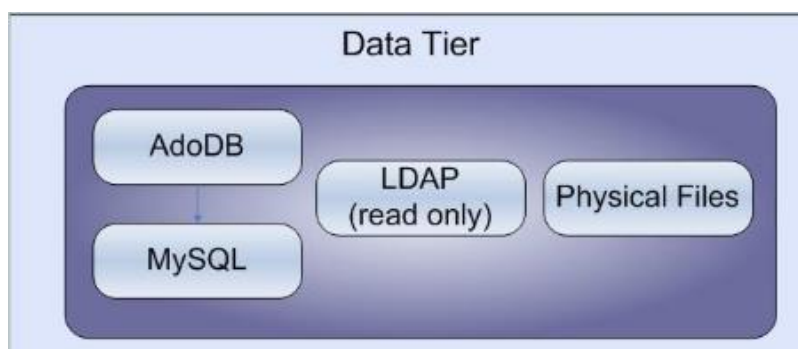 Data Tier
AdoDB
MySQL
LDAP
(read only)
Physical Files